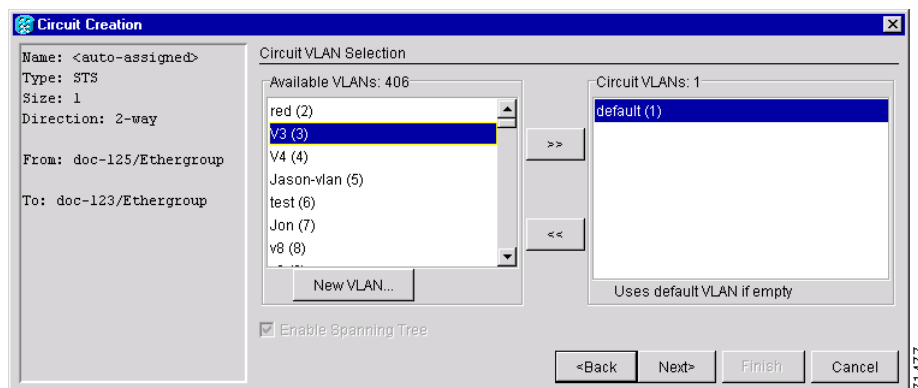 Circuit Creation
Name: <auto-assigned>
Type: STS
Size: 1
Direction: 2-way
From: doc-125/Ethergroup
To: doc-123/Ethergroup
Circuit VLAN Selection
Available VLANs: 406
red (2)
V3 (3)
V4 (4)
Jason-vlan (5)
test (6)
Jon (7)
v8 (8)
New VLAN...
>>
<<
Circuit VLANs: 1
default (1)
Uses default VLAN if empty
Enable Spanning Tree
<Back
Next>
Finish
Cancel